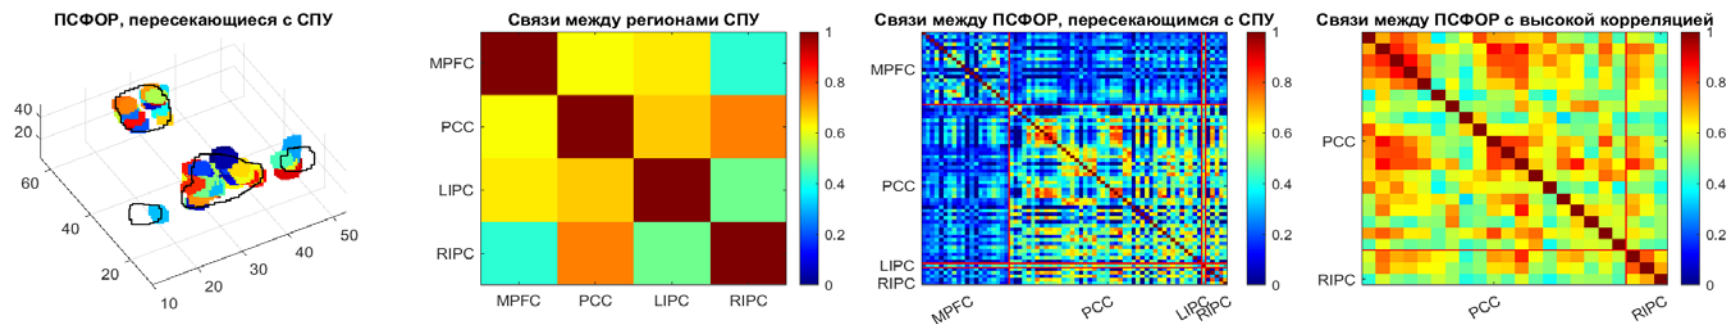 ПСФОР, пересекающиеся с СПУ
40
20
60
40
20
10
20
30
40
50
Связи между регионами СПУ
MPFC
PCC
LIPC
RIPC
MPFC PCC LIPC RIPC
1
0.8
0.6
0.4
0.2
0
Связи между ПСФОР, пересекающимся с СПУ
MPFC
PCC
LIPC
RIPC
MPFC PCC LIPC RIPC
1
0.8
0.6
0.4
0.2
0
Связи между ПСФОР с высокой корреляцией
PCC
RIPC
PCC RIPC
1
0.8
0.6
0.4
0.2
0